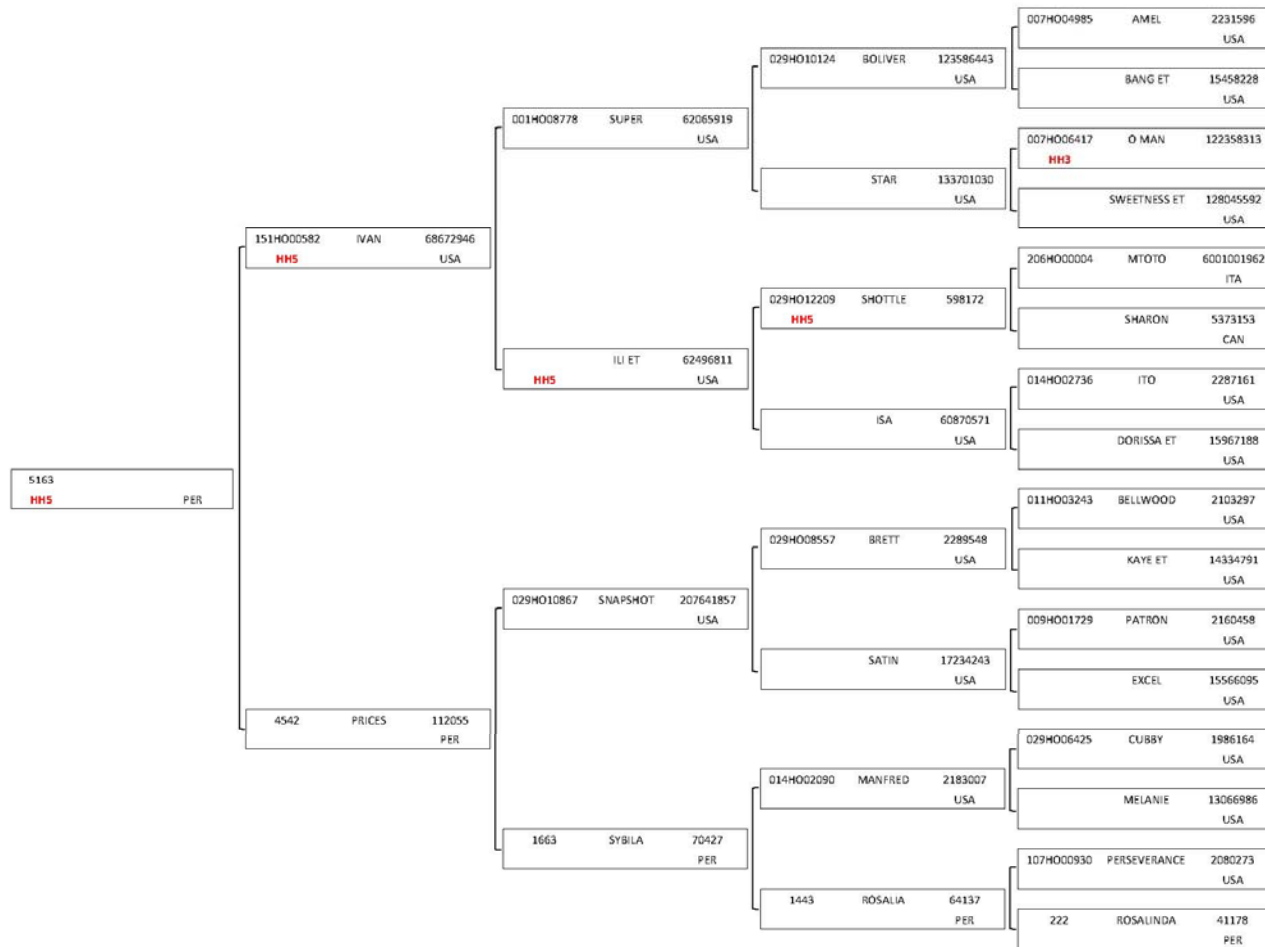 5163
HH5 PER
151HO00582 IVAN 68672946
HH5 USA
4542 PRICES 112055
PER
001HO08778 SUPER 62065919
USA
ILI ET 62496811
HH5 USA
029HO10867 SNAPSHOT 207641857
USA
1663 SYBILA 70427
PER
029HO10124 BOLIVER 123586443
USA
STAR 133701030
USA
029HO12209 SHOTTLE 598172
HH5
ISA 60870571
USA
029HO08557 BRETT 2289548
USA
SATIN 17234243
USA
014HO02090 MANFRED 2183007
USA
1443 ROSALIA 64137
PER
007HO04985 AMEL 2231596
USA
BANG ET 15458228
USA
007HO06417 O MAN 122358313
HH3
SWEETNESS ET 128045592
USA
206HO00004 MTOTO 6001001962
ITA
SHARON 5373153
CAN
014HO02736 ITO 2287161
USA
DORISSA ET 15967188
USA
011HO03243 BELLWOOD 2103297
USA
KAYE ET 14334791
USA
009HO01729 PATRON 2160458
USA
EXCEL 15566095
USA
029HO06425 CUBBY 1986164
USA
MELANIE 13066986
USA
107HO00930 PERSEVERANCE 2080273
USA
222 ROSALINDA 41178
PER